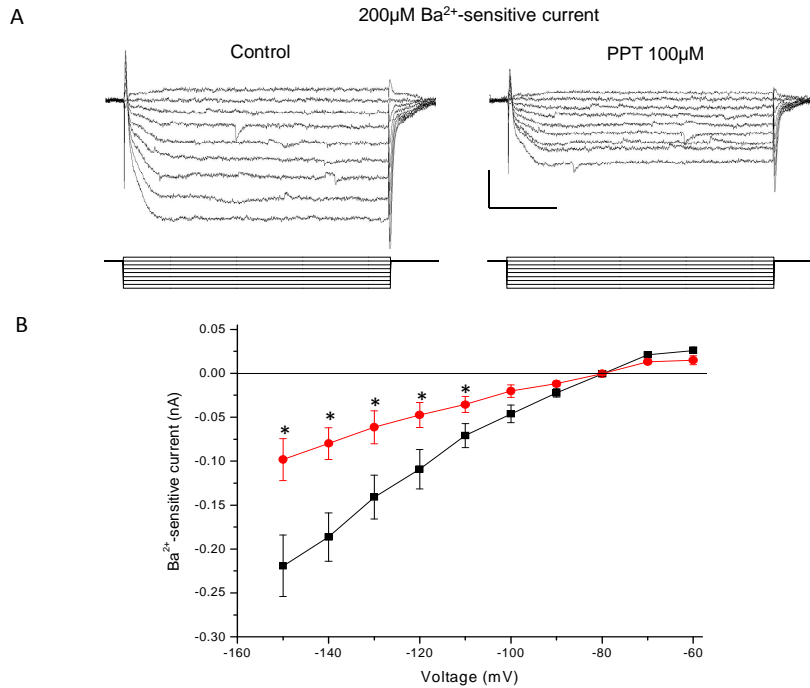 A
200µM Ba²⁺-sensitive current
Control
PPT 100µM
B
0.05
0.00
-0.05
-0.10
-0.15
-0.20
-0.25
-0.30
Ba²⁺-sensitive current (nA)
* * * * *
-160
-140
-120
-100
-80
-60
Voltage (mV)